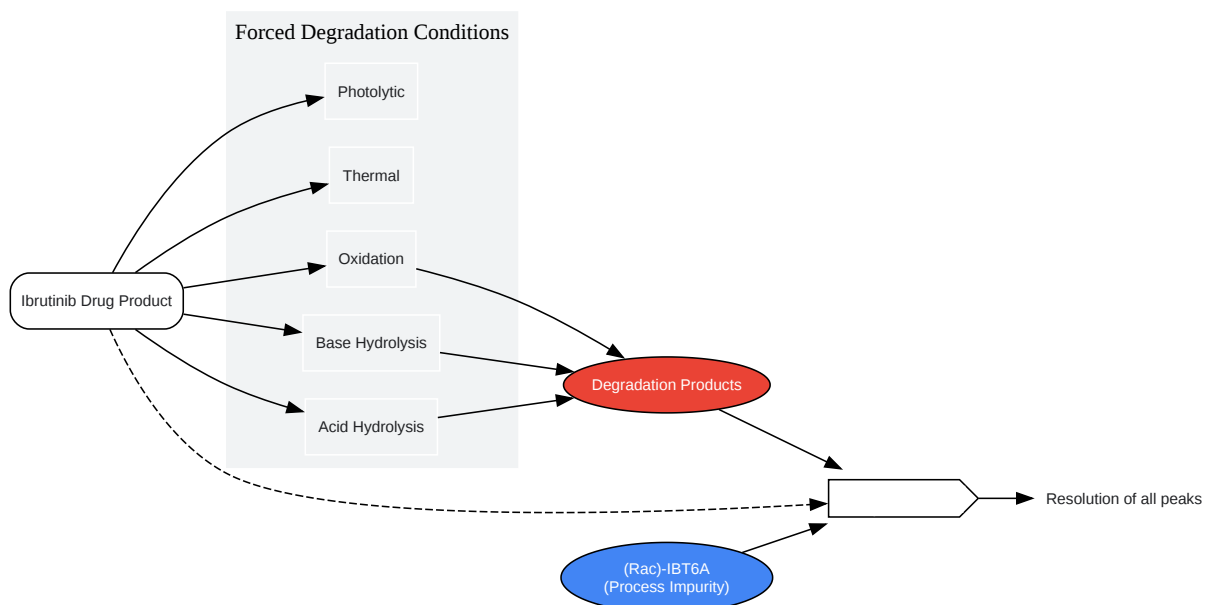 Forced Degradation Conditions
Photolytic
Thermal
Oxidation
Ibrutinib Drug Product
Base Hydrolysis
Degradation Products
Acid Hydrolysis
Resolution of all peaks
(Rac)-IBT6A
(Process Impurity)